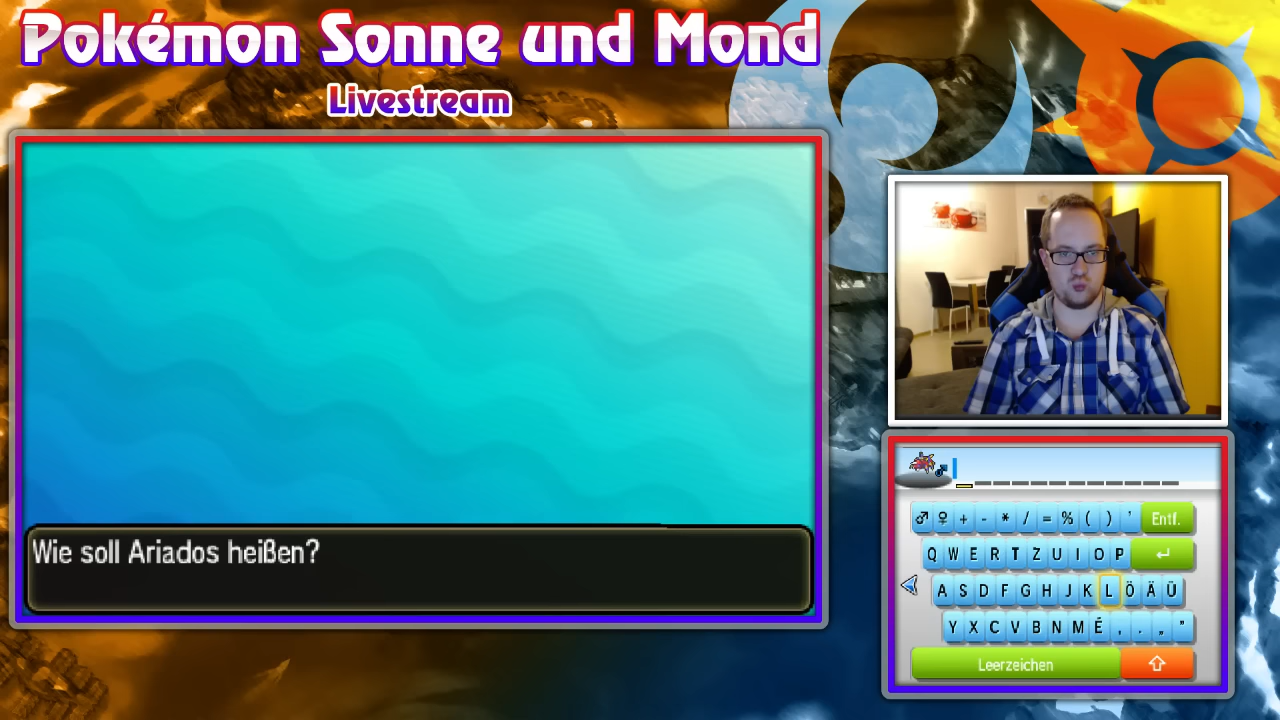 Pokémon Sonne und Mond
Livestream
Wie soll Ariados heißen?
♂ ♀ + - * / = % ( ) ' Entf.
Q W E R T Z U I O P ↵
A S D F G H J K L Ö Ä Ü
Y X C V B N M É , . „ ”
Leerzeichen ⇧